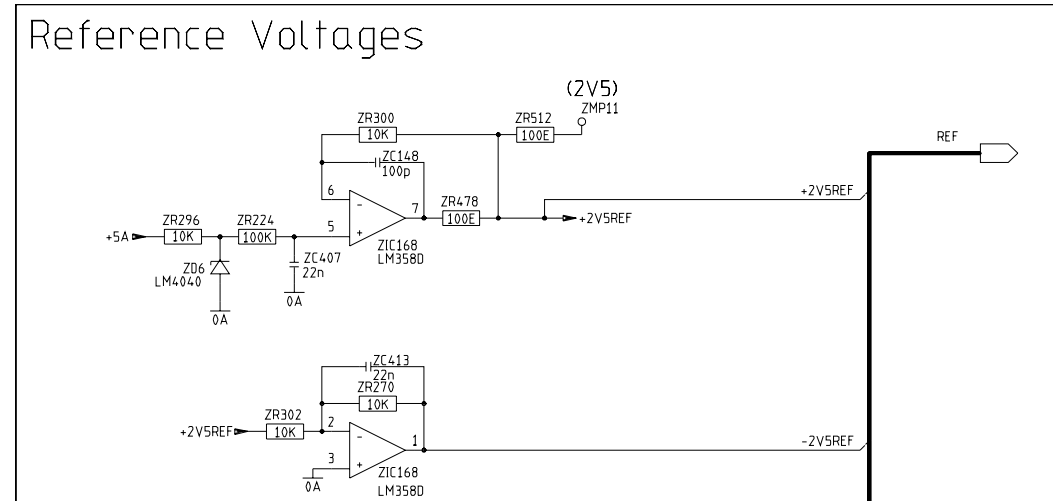 Reference Voltages
(2V5)
ZMP11
ZR300
10K
ZR512
100E
REF
ZC148
100p
6
-
+2V5REF
7
ZR478
100E
+2V5REF
ZR296
10K
ZR224
100K
5
+
+5A
ZIC168
LM358D
ZC407
22n
ZD6
LM4040
0A
0A
ZC413
22n
ZR270
10K
ZR302
10K
+2V5REF
2
-
1
-2V5REF
3
+
ZIC168
LM358D
0A